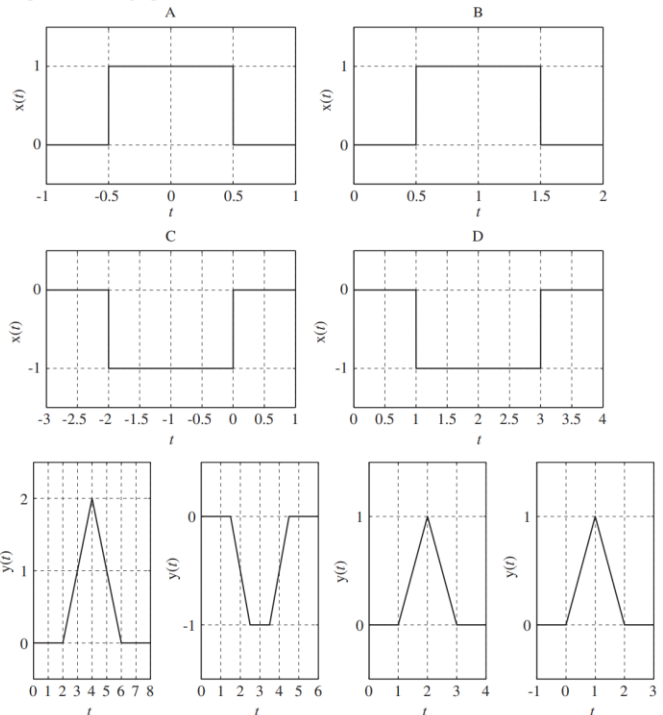 A B
x(t) 1 0 x(t) 1 0
-1 -0.5 0 0.5 1 0 0.5 1 1.5 2
t t
C D
x(t) 0 -1 x(t) 0 -1
-3 -2.5 -2 -1.5 -1 -0.5 0 0.5 1 0 0.5 1 1.5 2 2.5 3 3.5 4
t t
y(t) 2 1 0 y(t) 0 -1 y(t) 1 0 y(t) 1 0
0 1 2 3 4 5 6 7 8 0 1 2 3 4 5 6 0 1 2 3 4 -1 0 1 2 3
t t t t